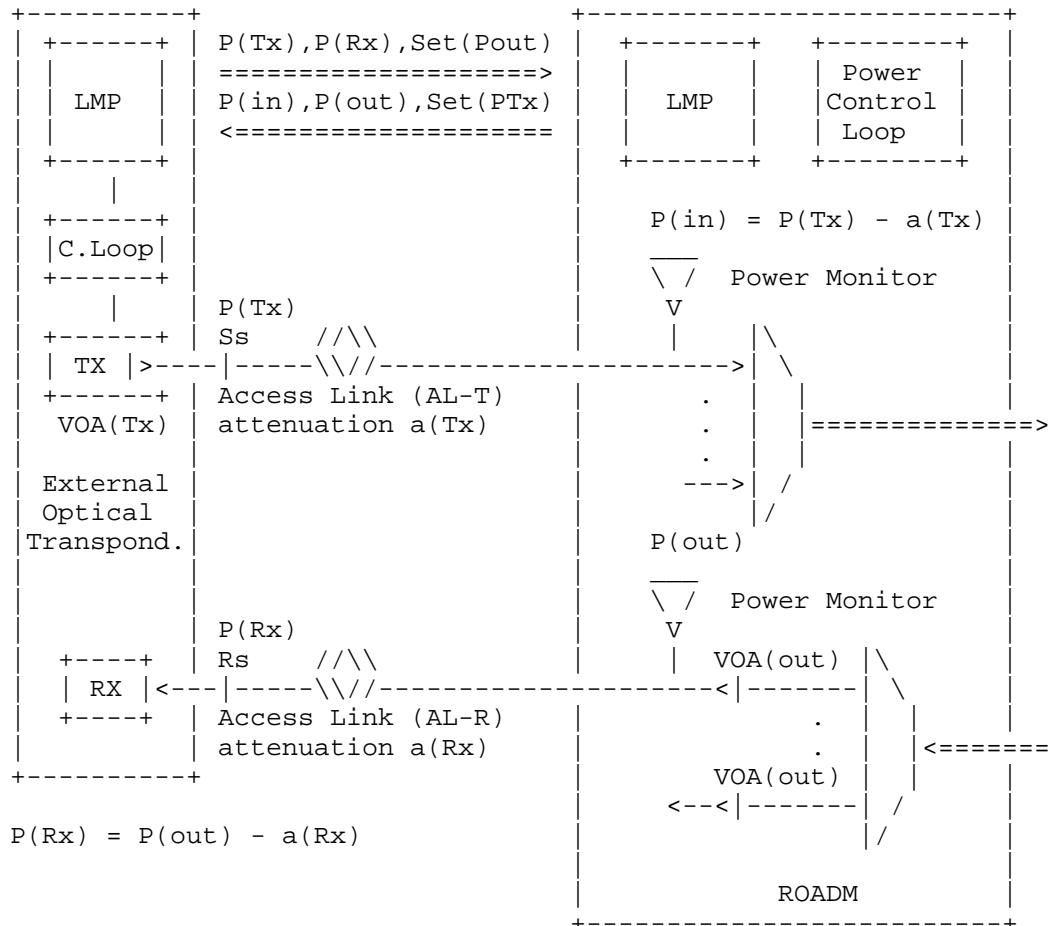 P(Tx),P(Rx),Set(Pout)
Power
LMP P(in),P(out),Set(PTx) LMP Control
Loop
P(in) = P(Tx) - a(Tx)
C.Loop
Power Monitor
P(Tx) V
Ss
TX
Access Link (AL-T)
VOA(Tx) attenuation a(Tx)
External
Optical
Transpond. P(out)
Power Monitor
P(Rx) V
Rs VOA(out)
RX
Access Link (AL-R)
attenuation a(Rx)
VOA(out)
P(Rx) = P(out) - a(Rx)
ROADM